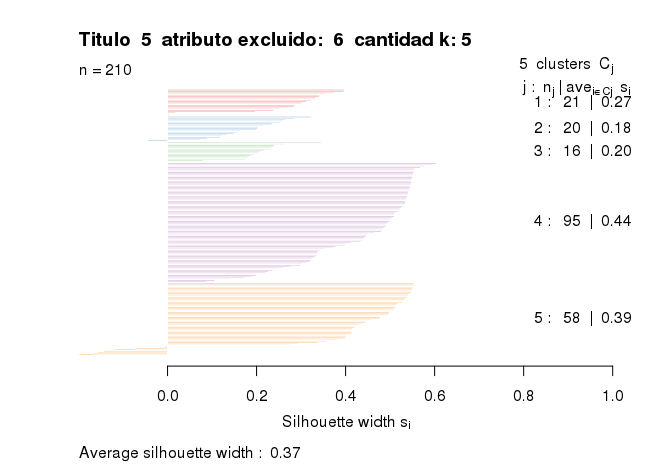 Titulo 5 atributo excluido: 6 cantidad k: 5
n = 210
5 clusters Cj
j : nj | avei∈Cj si
1 : 21 | 0.27
2 : 20 | 0.18
3 : 16 | 0.20
4 : 95 | 0.44
5 : 58 | 0.39
0.0 0.2 0.4 0.6 0.8 1.0
Silhouette width si
Average silhouette width : 0.37